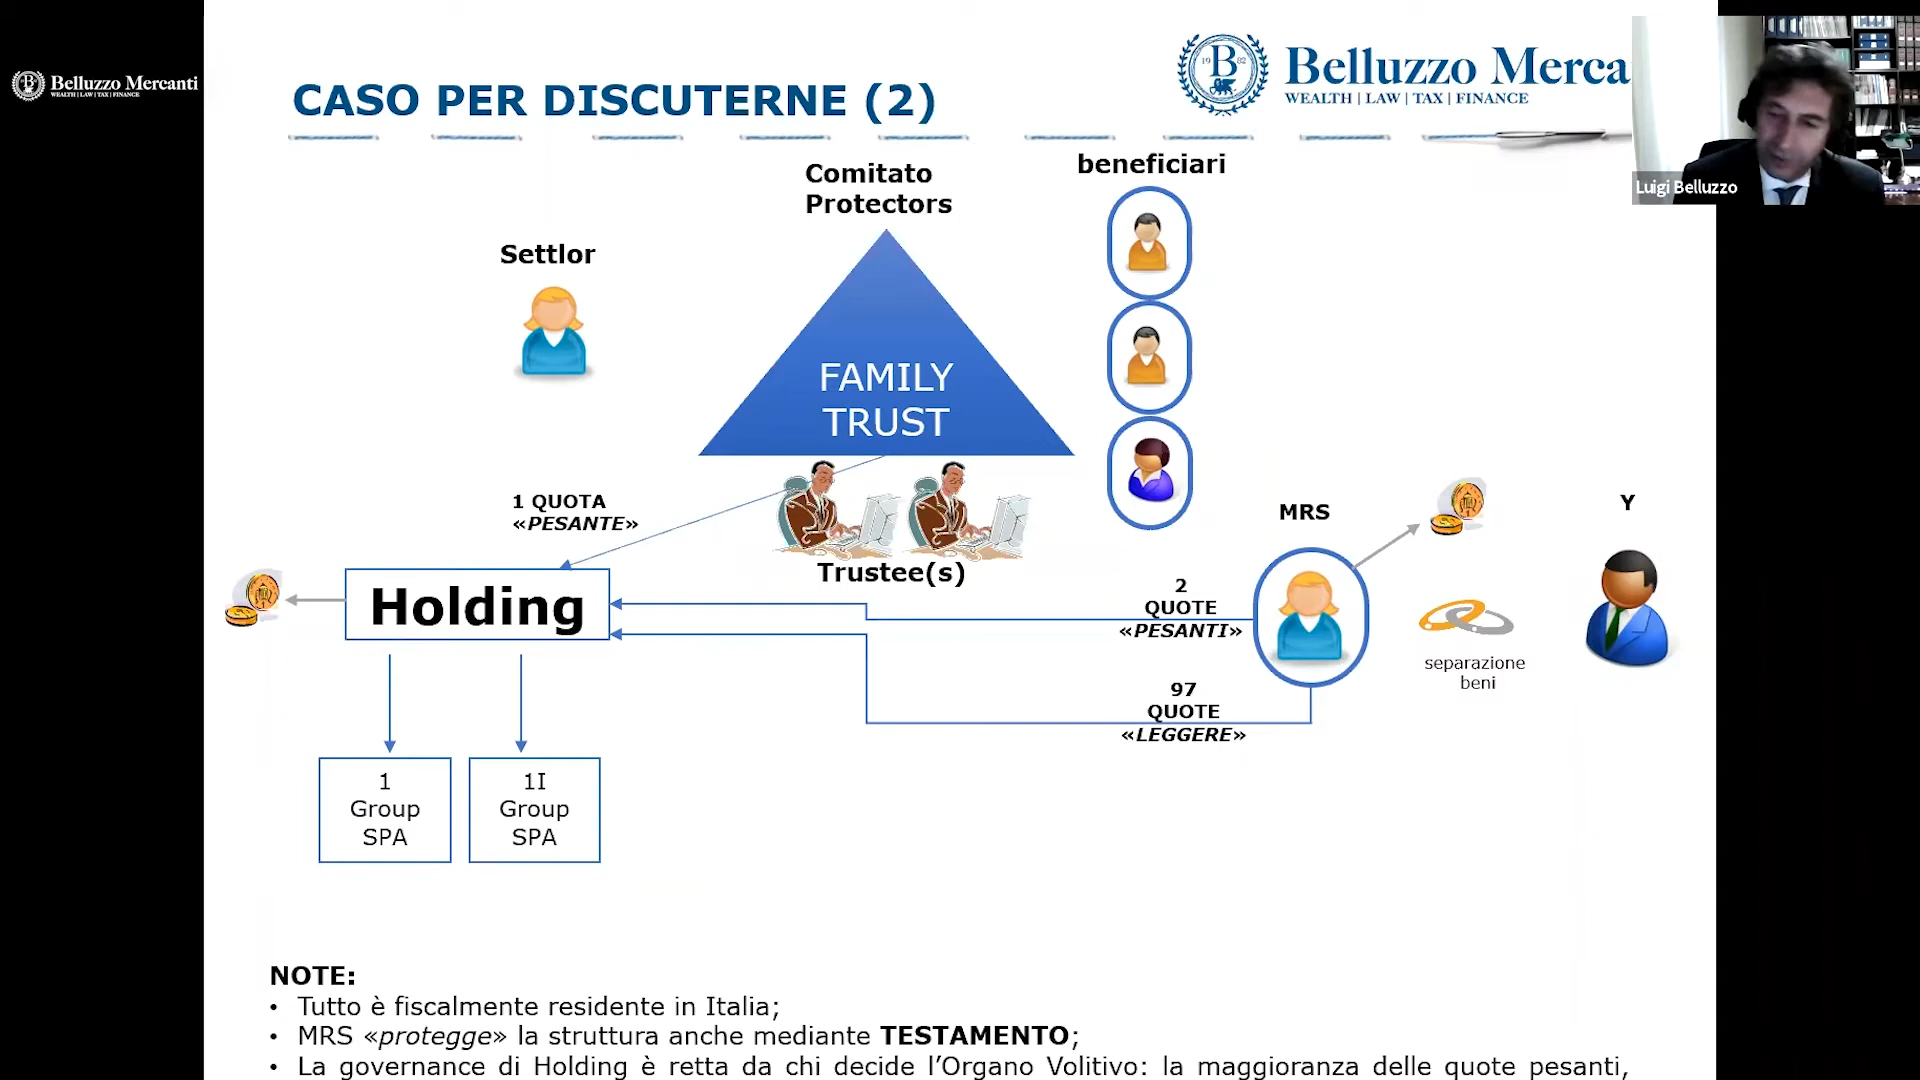 Belluzzo Mercanti
WEALTH | LAW | TAX | FINANCE
CASO PER DISCUTERNE (2)
B
19 82
Belluzzo Merca
WEALTH | LAW | TAX | FINANCE
Luigi Belluzzo
Comitato
Protectors
beneficiari
Settlor
FAMILY
TRUST
1 QUOTA
«PESANTE»
Trustee(s)
MRS
Y
Holding
2
QUOTE
«PESANTI»
separazione
beni
97
QUOTE
«LEGGERE»
1
Group
SPA
1I
Group
SPA
NOTE:
• Tutto è fiscalmente residente in Italia;
• MRS «protegge» la struttura anche mediante TESTAMENTO;
• La governance di Holding è retta da chi decide l’Organo Volitivo: la maggioranza delle quote pesanti,